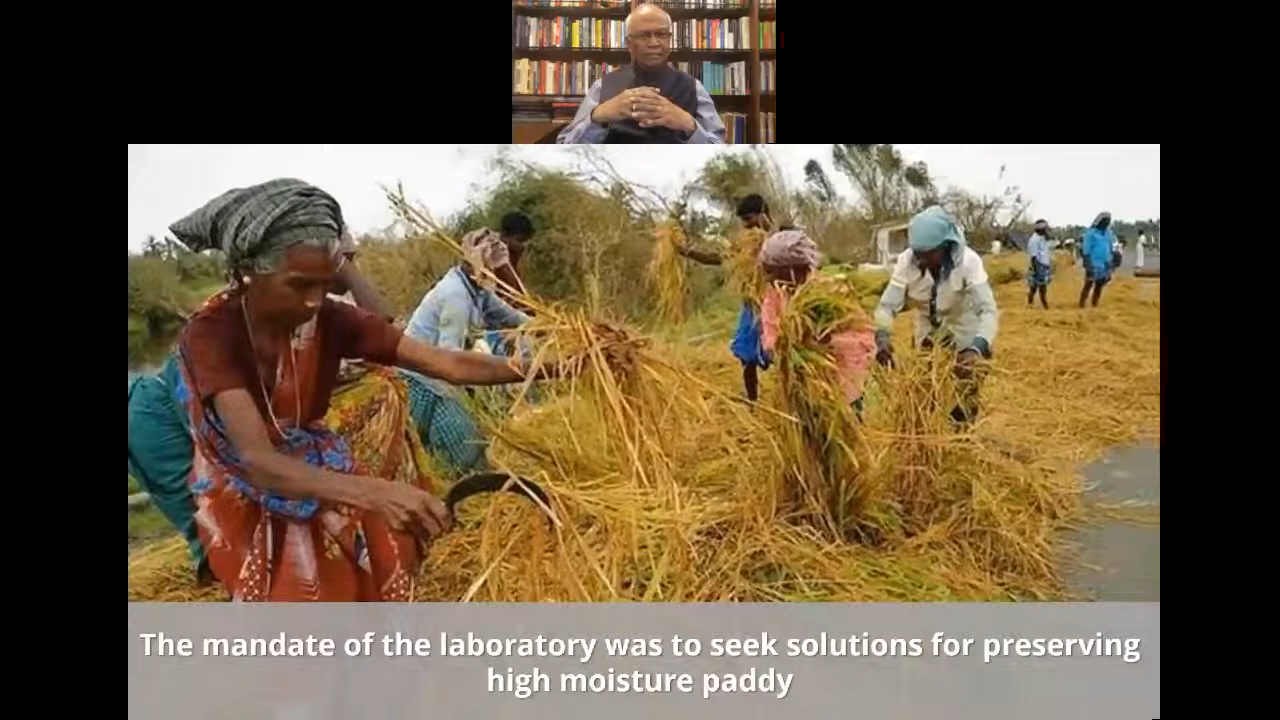 The mandate of the laboratory was to seek solutions for preserving
high moisture paddy